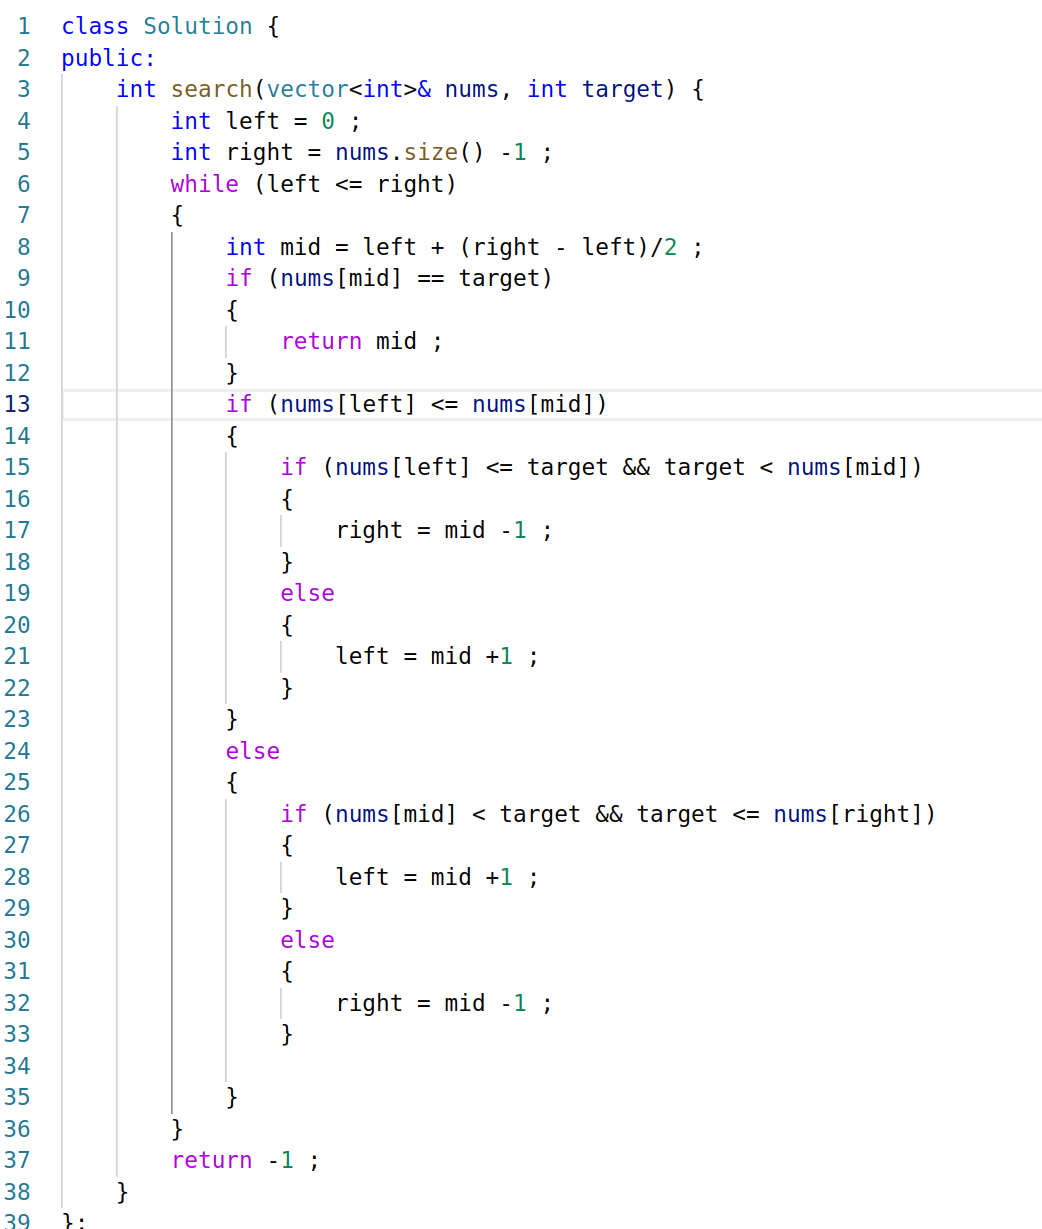 1 class Solution {
2 public:
3     int search(vector<int>& nums, int target) {
4         int left = 0 ;
5         int right = nums.size() -1 ;
6         while (left <= right)
7         {
8             int mid = left + (right - left)/2 ;
9             if (nums[mid] == target)
10             {
11                 return mid ;
12             }
13             if (nums[left] <= nums[mid])
14             {
15                 if (nums[left] <= target && target < nums[mid])
16                 {
17                     right = mid -1 ;
18                 }
19                 else
20                 {
21                     left = mid +1 ;
22                 }
23             }
24             else
25             {
26                 if (nums[mid] < target && target <= nums[right])
27                 {
28                     left = mid +1 ;
29                 }
30                 else
31                 {
32                     right = mid -1 ;
33                 }
34
35             }
36         }
37         return -1 ;
38     }
39 };